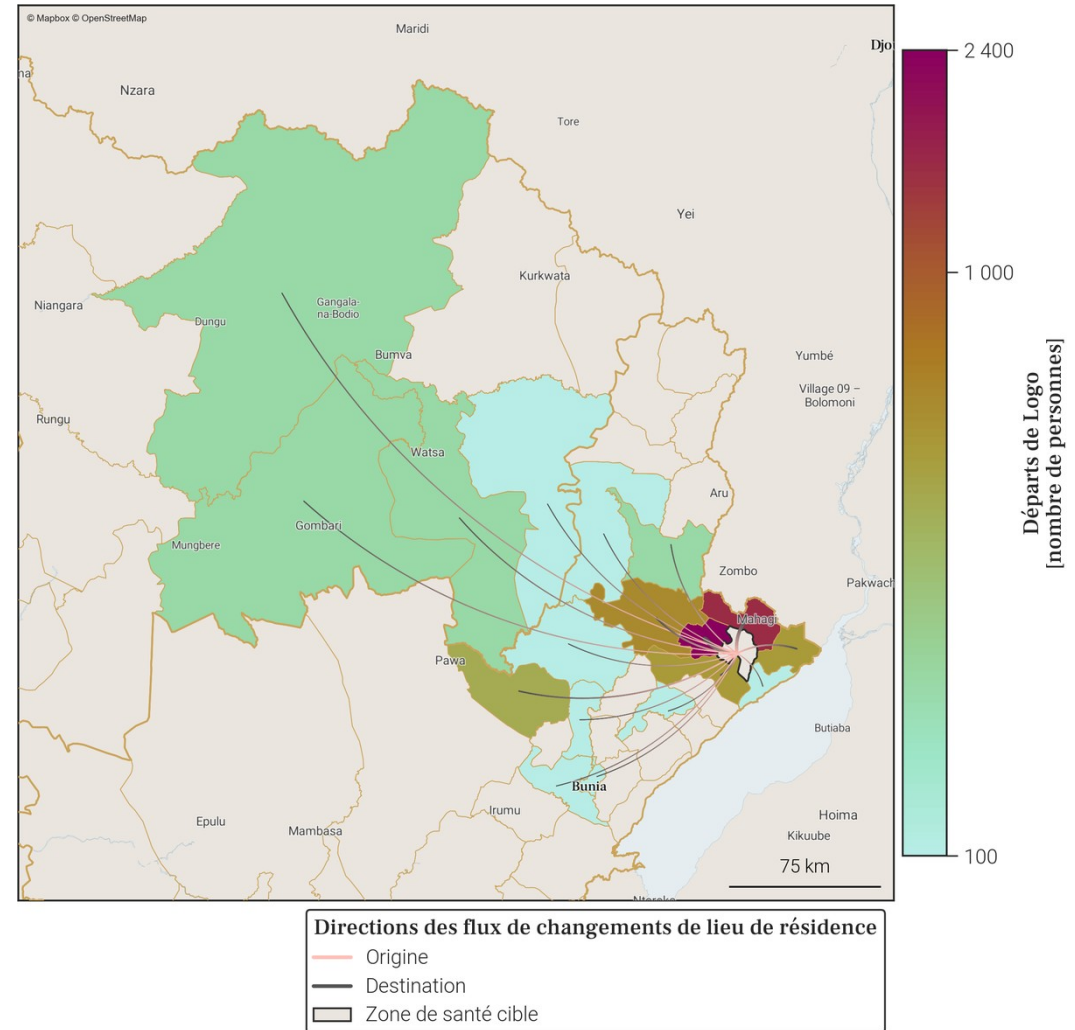 © Mapbox © OpenStreetMap
Maridi
Djo
na
Nzara
Tore
Yei
Kurkwata
Niangara
Gangala-
na-Bodio
Dungu
Bumva
Yumbé
Village 09 –
Bolomoni
Rungu
Watsa
Aru
Gombari
Mungbere
Zombo
Pakwach
Mahagi
Pawa
Butiaba
Bunia
Irumu
Epulu
Mambasa
Hoima
Kikuube
75 km
Ntoroko
2 400
1 000
100
Départs de Logo
[nombre de personnes]
Directions des flux de changements de lieu de résidence
Origine
Destination
Zone de santé cible